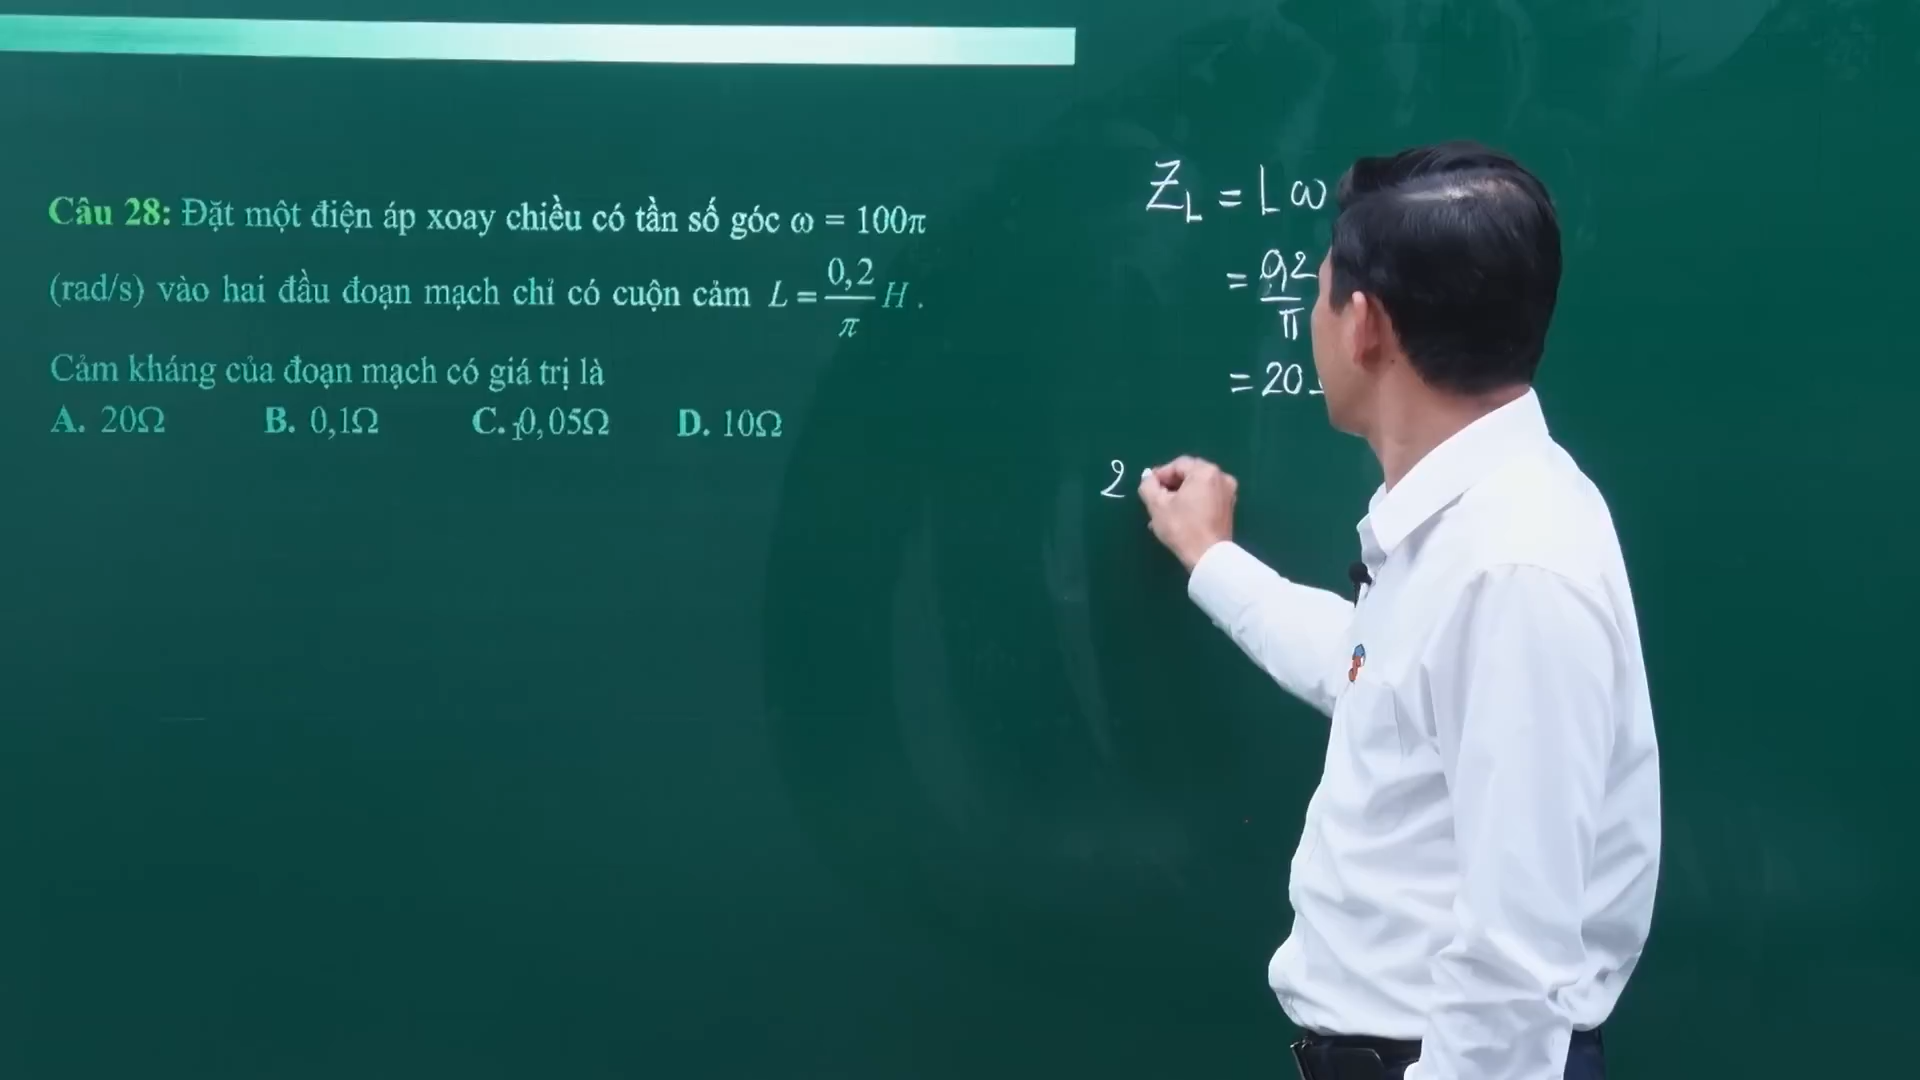 Câu 28: Đặt một điện áp xoay chiều có tần số góc ω = 100π
(rad/s) vào hai đầu đoạn mạch chỉ có cuộn cảm L = 0,2/π H .
Cảm kháng của đoạn mạch có giá trị là
A. 20Ω B. 0,1Ω C. 0,05Ω D. 10Ω
Z_L = Lω
= 0,2/π
= 20
2